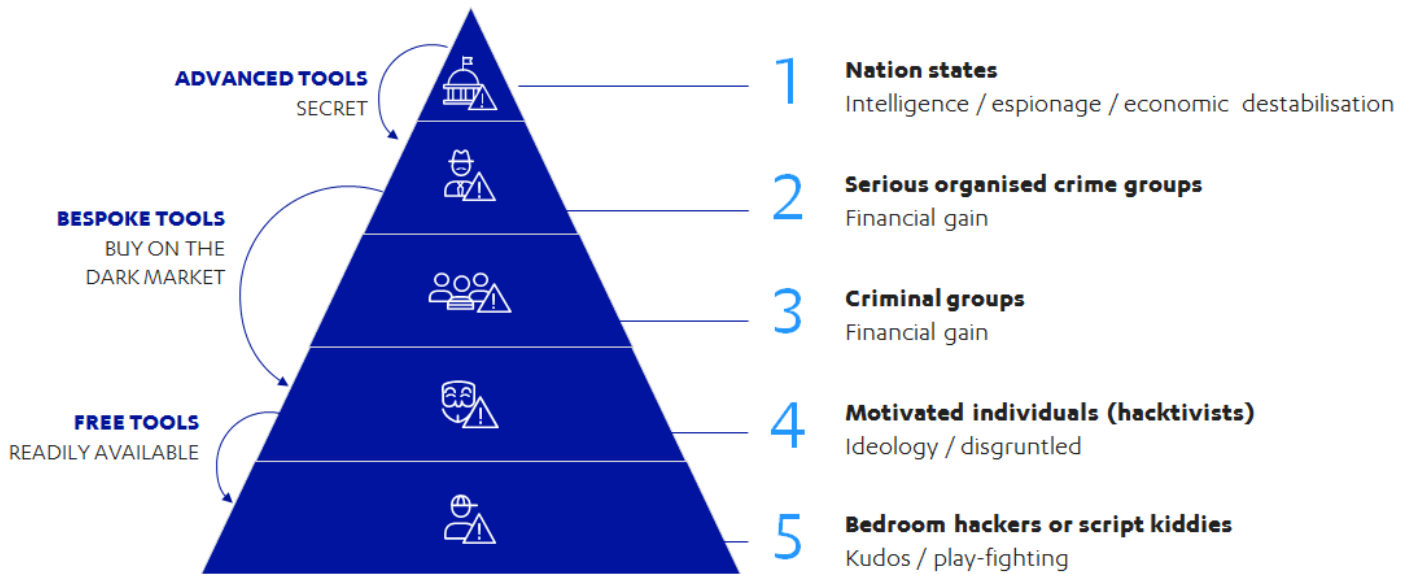 ADVANCED TOOLS
SECRET
BESPOKE TOOLS
BUY ON THE
DARK MARKET
FREE TOOLS
READILY AVAILABLE
1
Nation states
Intelligence / espionage / economic destabilisation
2
Serious organised crime groups
Financial gain
3
Criminal groups
Financial gain
4
Motivated individuals (hacktivists)
Ideology / disgruntled
5
Bedroom hackers or script kiddies
Kudos / play-fighting